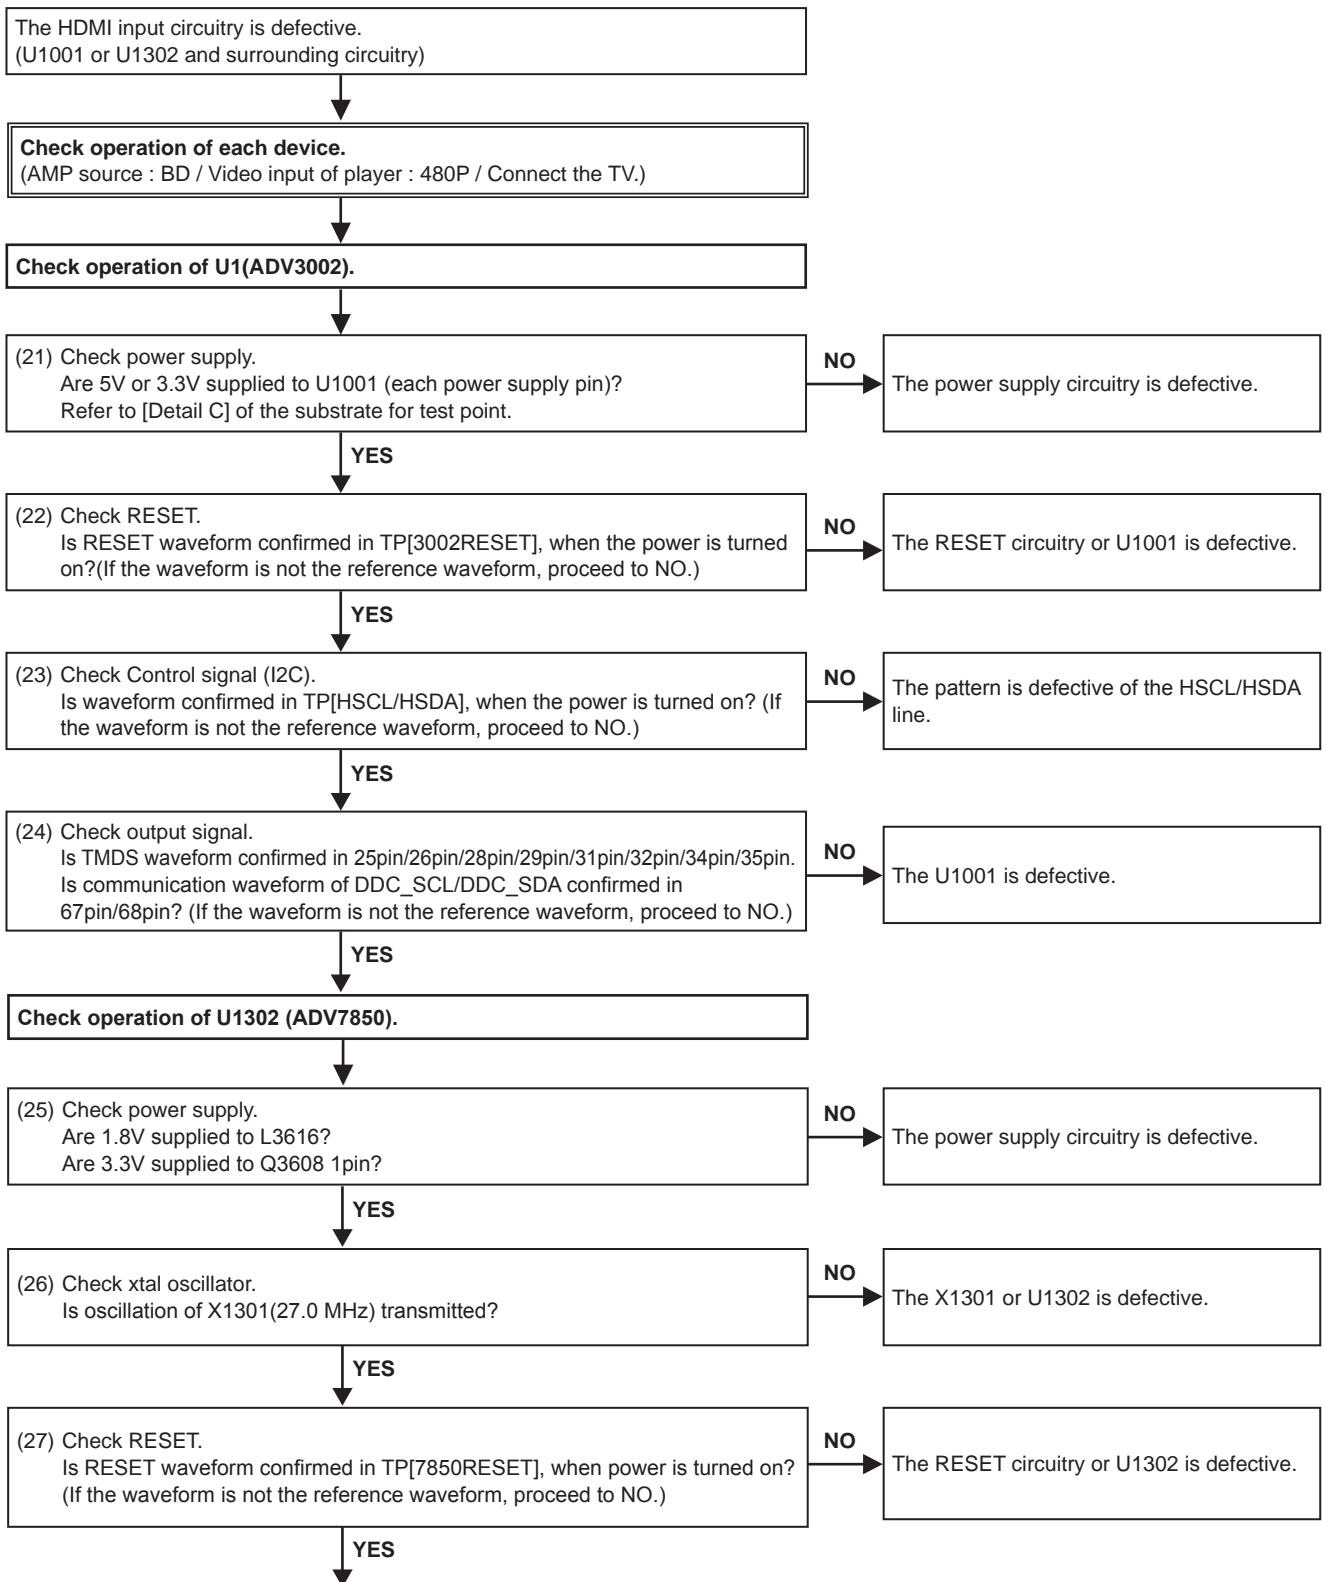 The HDMI input circuitry is defective.
(U1001 or U1302 and surrounding circuitry)
Check operation of each device.
(AMP source : BD / Video input of player : 480P / Connect the TV.)
Check operation of U1(ADV3002).
(21) Check power supply.
Are 5V or 3.3V supplied to U1001 (each power supply pin)?
Refer to [Detail C] of the substrate for test point.
NO
The power supply circuitry is defective.
YES
(22) Check RESET.
Is RESET waveform confirmed in TP[3002RESET], when the power is turned
on?(If the waveform is not the reference waveform, proceed to NO.)
NO
The RESET circuitry or U1001 is defective.
YES
(23) Check Control signal (I2C).
Is waveform confirmed in TP[HSCL/HSDA], when the power is turned on? (If
the waveform is not the reference waveform, proceed to NO.)
NO
The pattern is defective of the HSCL/HSDA
line.
YES
(24) Check output signal.
Is TMDS waveform confirmed in 25pin/26pin/28pin/29pin/31pin/32pin/34pin/35pin.
Is communication waveform of DDC_SCL/DDC_SDA confirmed in
67pin/68pin? (If the waveform is not the reference waveform, proceed to NO.)
NO
The U1001 is defective.
YES
Check operation of U1302 (ADV7850).
(25) Check power supply.
Are 1.8V supplied to L3616?
Are 3.3V supplied to Q3608 1pin?
NO
The power supply circuitry is defective.
YES
(26) Check xtal oscillator.
Is oscillation of X1301(27.0 MHz) transmitted?
NO
The X1301 or U1302 is defective.
YES
(27) Check RESET.
Is RESET waveform confirmed in TP[7850RESET], when power is turned on?
(If the waveform is not the reference waveform, proceed to NO.)
NO
The RESET circuitry or U1302 is defective.
YES